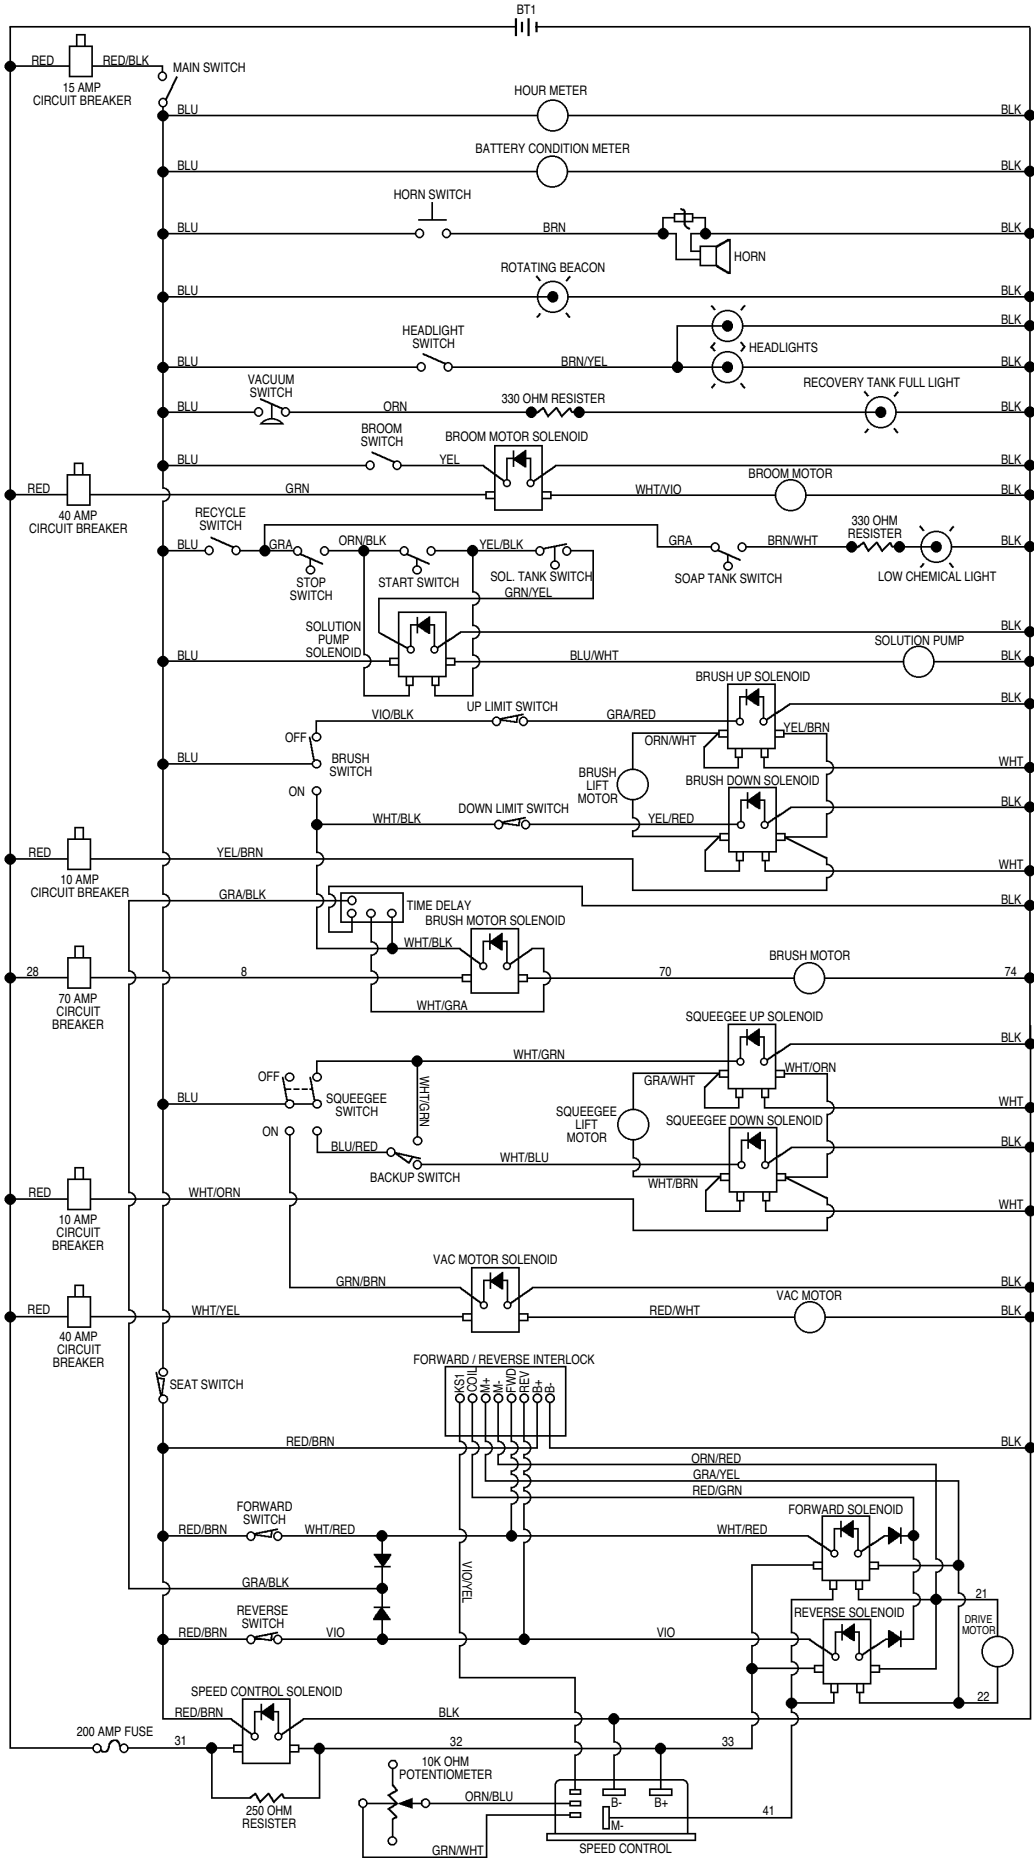 BT1
RED
RED/BLK
MAIN SWITCH
15 AMP
CIRCUIT BREAKER
HOUR METER
BLU
BLK
BATTERY CONDITION METER
BLU
BLK
HORN SWITCH
BLU
BRN
HORN
BLK
ROTATING BEACON
BLU
BLK
HEADLIGHT
SWITCH
BLK
HEADLIGHTS
BLU
BRN/YEL
BLK
VACUUM
SWITCH
330 OHM RESISTER
RECOVERY TANK FULL LIGHT
BLU
ORN
BLK
BROOM
SWITCH
BROOM MOTOR SOLENOID
BLU
YEL
BLK
BROOM MOTOR
RED
GRN
WHT/VIO
BLK
40 AMP
CIRCUIT BREAKER
RECYCLE
SWITCH
330 OHM
RESISTER
BLU
GRA
ORN/BLK
YEL/BLK
GRA
BRN/WHT
BLK
STOP
SWITCH
START SWITCH
SOL. TANK SWITCH
SOAP TANK SWITCH
LOW CHEMICAL LIGHT
GRN/YEL
SOLUTION
PUMP
SOLENOID
BLK
SOLUTION PUMP
BLU
BLU/WHT
BLK
BRUSH UP SOLENOID
UP LIMIT SWITCH
VIO/BLK
GRA/RED
BLK
YEL/BRN
OFF
ORN/WHT
BLU
BRUSH
SWITCH
WHT
BRUSH
LIFT
MOTOR
BRUSH DOWN SOLENOID
ON
BLK
DOWN LIMIT SWITCH
WHT/BLK
YEL/RED
RED
YEL/BRN
WHT
10 AMP
CIRCUIT BREAKER
GRA/BLK
TIME DELAY
BLK
BRUSH MOTOR SOLENOID
WHT/BLK
BRUSH MOTOR
28
8
70
74
70 AMP
CIRCUIT
BREAKER
WHT/GRA
SQUEEGEE UP SOLENOID
WHT/GRN
BLK
WHT/ORN
OFF
WHT/GRN
GRA/WHT
BLU
SQUEEGEE
SWITCH
WHT
SQUEEGEE
LIFT
MOTOR
SQUEEGEE DOWN SOLENOID
ON
BLU/RED
BLK
WHT/BLU
BACKUP SWITCH
WHT/BRN
RED
WHT/ORN
WHT
10 AMP
CIRCUIT
BREAKER
VAC MOTOR SOLENOID
GRN/BRN
BLK
VAC MOTOR
RED
WHT/YEL
RED/WHT
BLK
40 AMP
CIRCUIT
BREAKER
FORWARD / REVERSE INTERLOCK
SEAT SWITCH
KS1
COIL
M+
M-
FWD
REV
B+
B-
RED/BRN
BLK
ORN/RED
GRA/YEL
RED/GRN
FORWARD
SWITCH
FORWARD SOLENOID
RED/BRN
WHT/RED
WHT/RED
VIO/YEL
GRA/BLK
21
REVERSE
SWITCH
REVERSE SOLENOID
DRIVE
MOTOR
RED/BRN
VIO
VIO
22
SPEED CONTROL SOLENOID
RED/BRN
BLK
200 AMP FUSE
31
32
33
10K OHM
POTENTIOMETER
ORN/BLU
B-
B+
250 OHM
RESISTER
41
M-
GRN/WHT
SPEED CONTROL